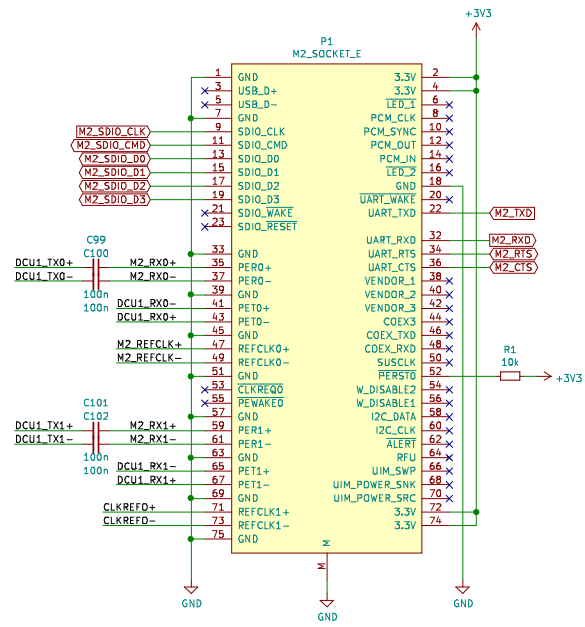 +3V3
P1
M2_SOCKET_E
1 GND 3.3V 2
3 USB_D+ 3.3V 4
5 USB_D- LED_1 6
7 GND PCM_CLK 8
M2_SDIO_CLK 9 SDIO_CLK PCM_SYNC 10
M2_SDIO_CMD 11 SDIO_CMD PCM_OUT 12
M2_SDIO_D0 13 SDIO_D0 PCM_IN 14
M2_SDIO_D1 15 SDIO_D1 LED_2 16
M2_SDIO_D2 17 SDIO_D2 GND 18
M2_SDIO_D3 19 SDIO_D3 UART_WAKE 20
21 SDIO_WAKE UART_TXD 22 M2_TXD
23 SDIO_RESET
C99
UART_RXD 32 M2_RXD
C100 33 GND UART_RTS 34 M2_RTS
DCU1_TX0+ M2_RX0+ 35 PER0+ UART_CTS 36 M2_CTS
DCU1_TX0- M2_RX0- 37 PER0- VENDOR_1 38
100n 39 GND VENDOR_2 40
100n DCU1_RX0- 41 PET0+ VENDOR_3 42
DCU1_RX0+ 43 PET0- COEX3 44
45 GND COEX_TXD 46
M2_REFCLK+ 47 REFCLK0+ COEX_RXD 48
M2_REFCLK- 49 REFCLK0- SUSCLK 50
R1
10k
51 GND PERST0 52 +3V3
53 CLKREQ0 W_DISABLE2 54
C101 55 PEWAKE0 W_DISABLE1 56
C102 57 GND I2C_DATA 58
DCU1_TX1+ M2_RX1+ 59 PER1+ I2C_CLK 60
DCU1_TX1- M2_RX1- 61 PER1- ALERT 62
100n 63 GND RFU 64
100n DCU1_RX1- 65 PET1+ UIM_SWP 66
DCU1_RX1+ 67 PET1- UIM_POWER_SNK 68
69 GND UIM_POWER_SRC 70
CLKREF0+ 71 REFCLK1+ 3.3V 72
CLKREF0- 73 REFCLK1- 3.3V 74
75 GND M
M
GND GND GND